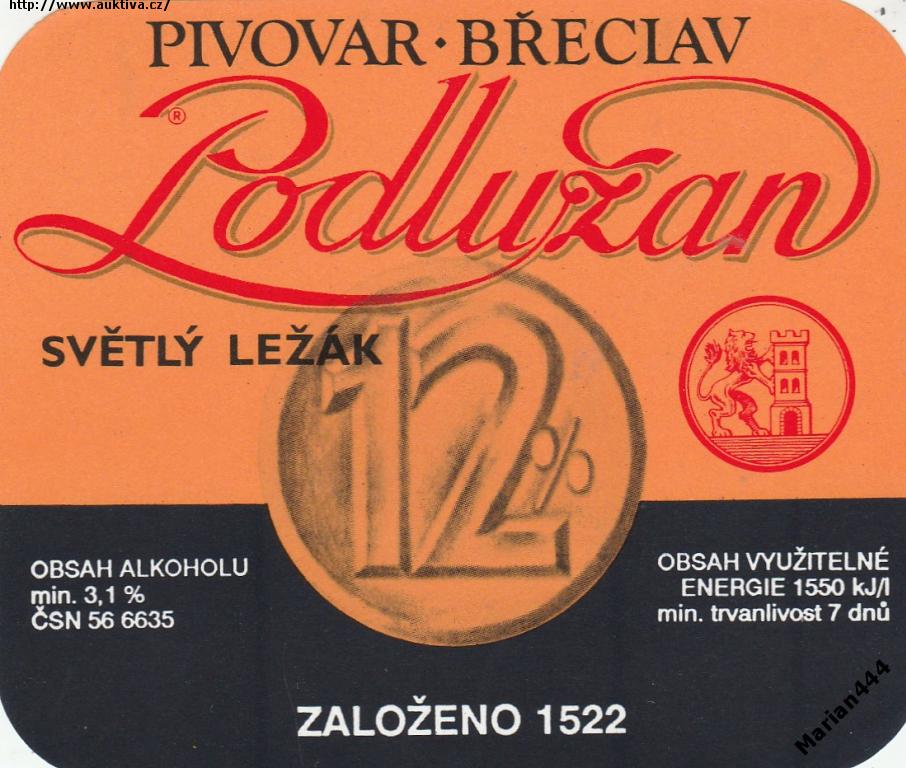 http://www.auktiva.cz/
PIVOVAR · BŘECLAV
®
Podlužan
SVĚTLÝ LEŽÁK
12%
OBSAH ALKOHOLU
min. 3,1 %
ČSN 56 6635
OBSAH VYUŽITELNÉ
ENERGIE 1550 kJ/l
min. trvanlivost 7 dnů
ZALOŽENO 1522
Marian444